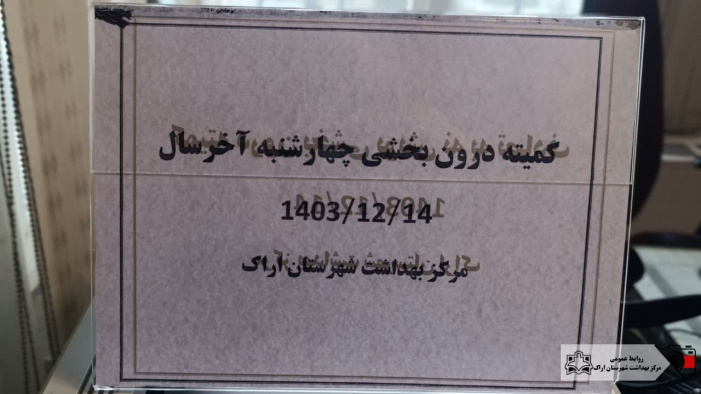 کمیته درون بخشی چهارشنبه آخرسال
1403/12/14
مرکز بهداشت شهرستان اراک
روابط عمومی
مرکز بهداشت شهرستان اراک